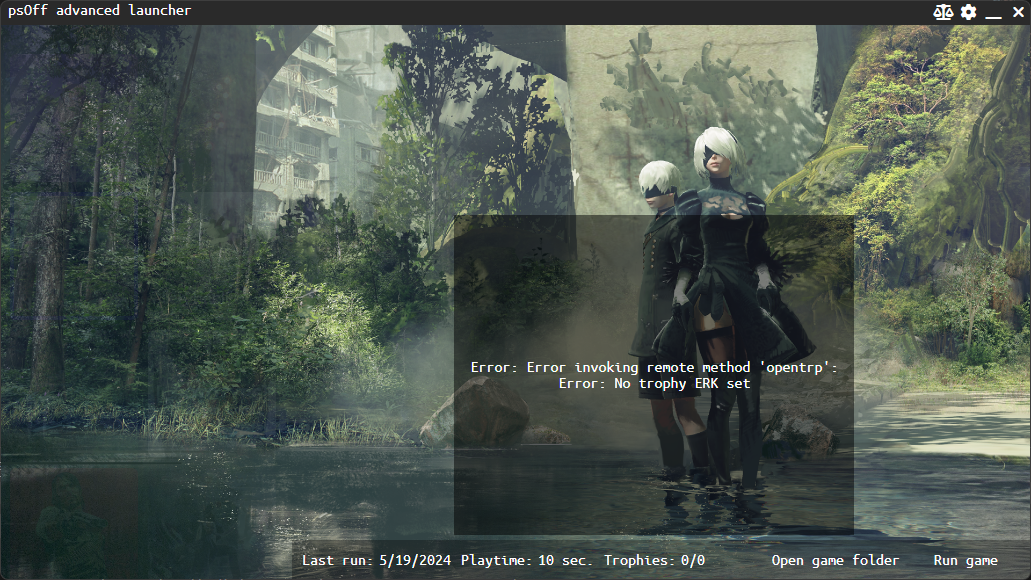 psOff advanced launcher
Error: Error invoking remote method 'opentrp':
Error: No trophy ERK set
Last run: 5/19/2024 Playtime: 10 sec. Trophies: 0/0 Open game folder Run game